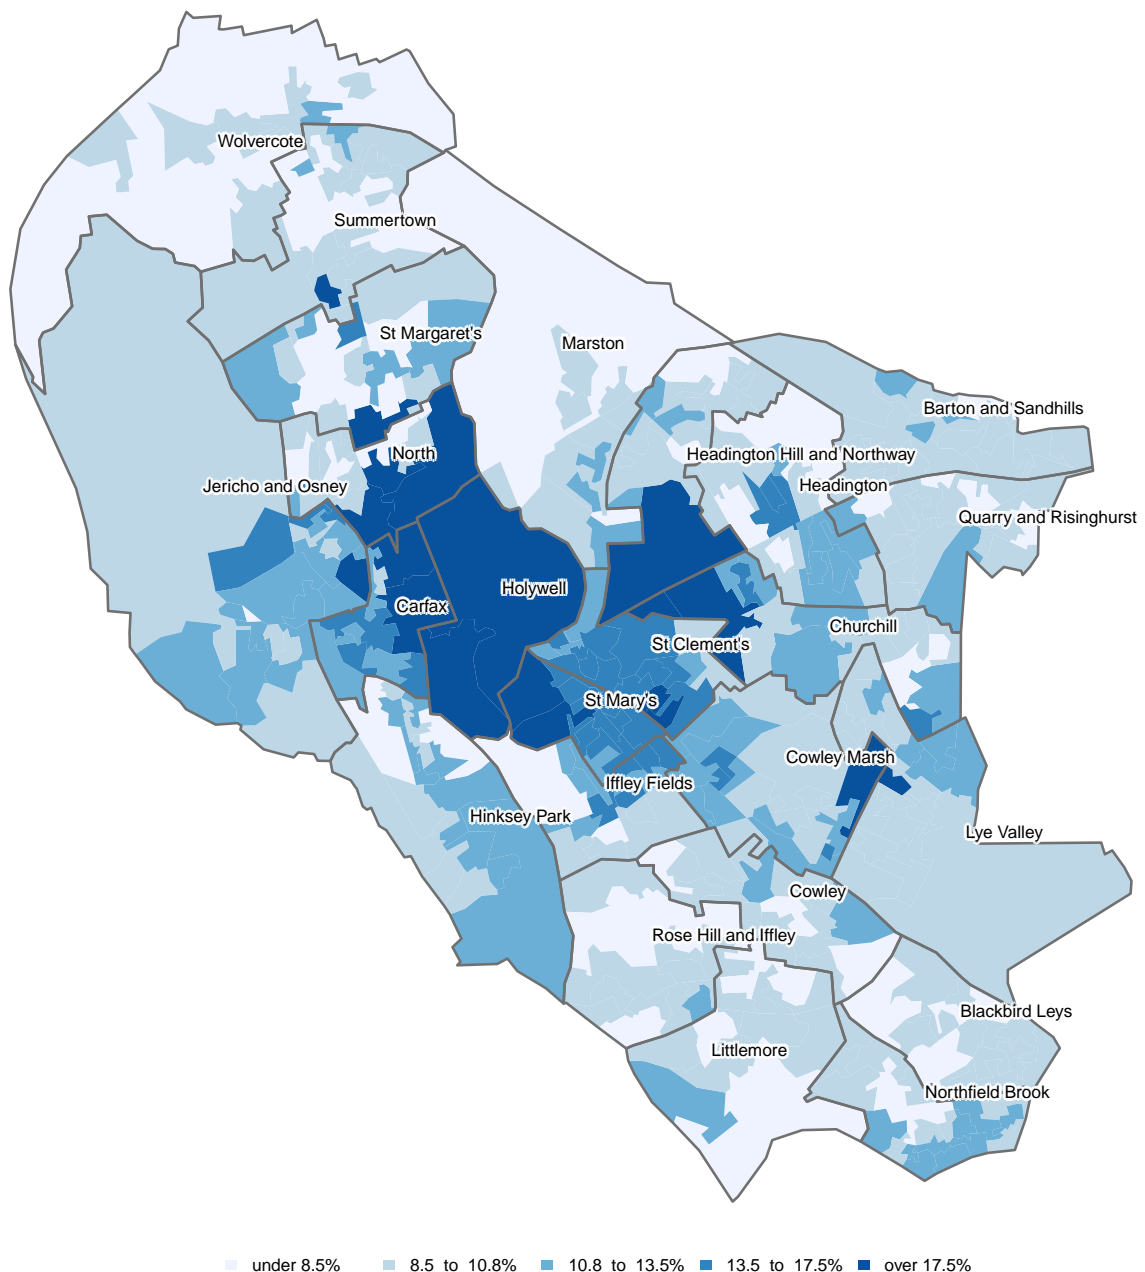 Wolvercote
Summertown
St Margaret's
Marston
Barton and Sandhills
North
Headington Hill and Northway
Jericho and Osney
Headington
Quarry and Risinghurst
Holywell
Carfax
Churchill
St Clement's
St Mary's
Cowley Marsh
Iffley Fields
Hinksey Park
Lye Valley
Cowley
Rose Hill and Iffley
Blackbird Leys
Littlemore
Northfield Brook
under 8.5% 8.5 to 10.8% 10.8 to 13.5% 13.5 to 17.5% over 17.5%